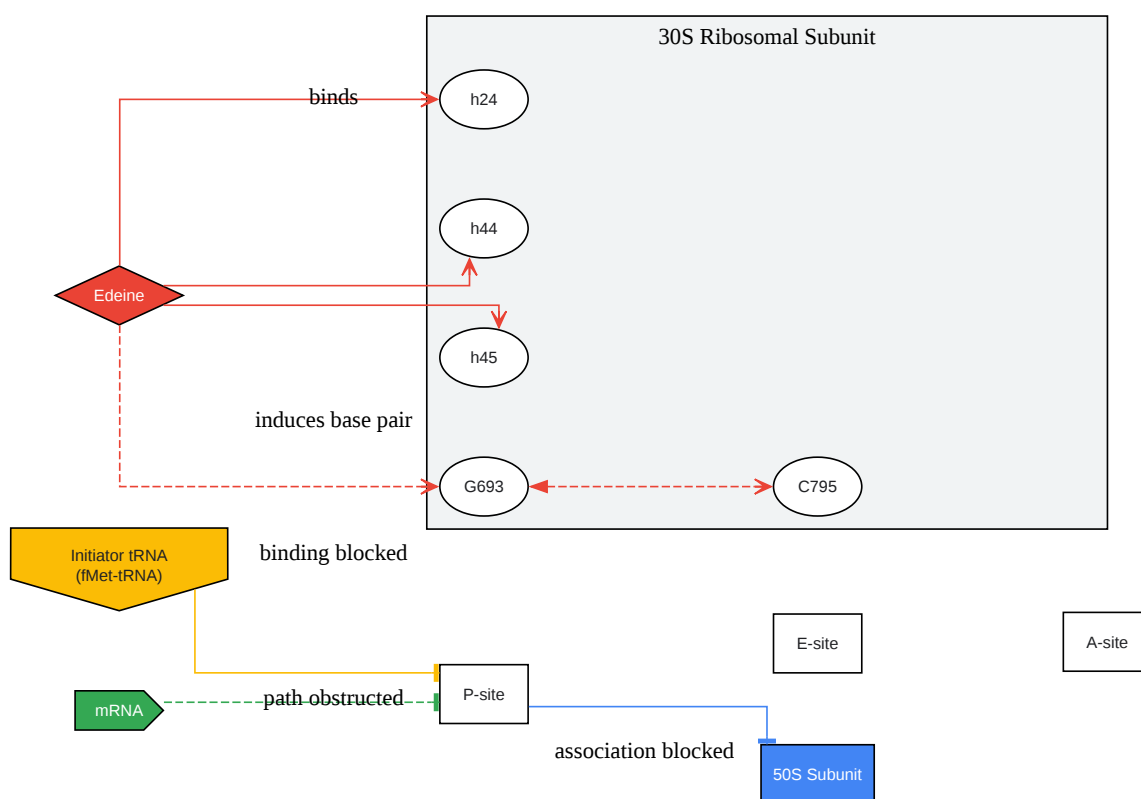 30S Ribosomal Subunit
binds
h24
h44
Edeine
h45
induces base pair
G693
C795
Initiator tRNA
(fMet-tRNA)
binding blocked
E-site
A-site
P-site
path obstructed
mRNA
association blocked
50S Subunit